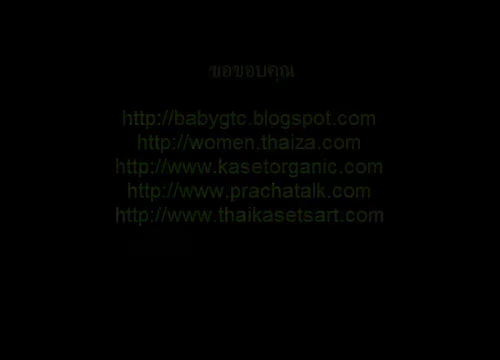 ขอขอบคุณ
http://babygtc.blogspot.com
http://women.thaiza.com
http://www.kasetorganic.com
http://www.prachatalk.com
http://www.thaikasetsart.com